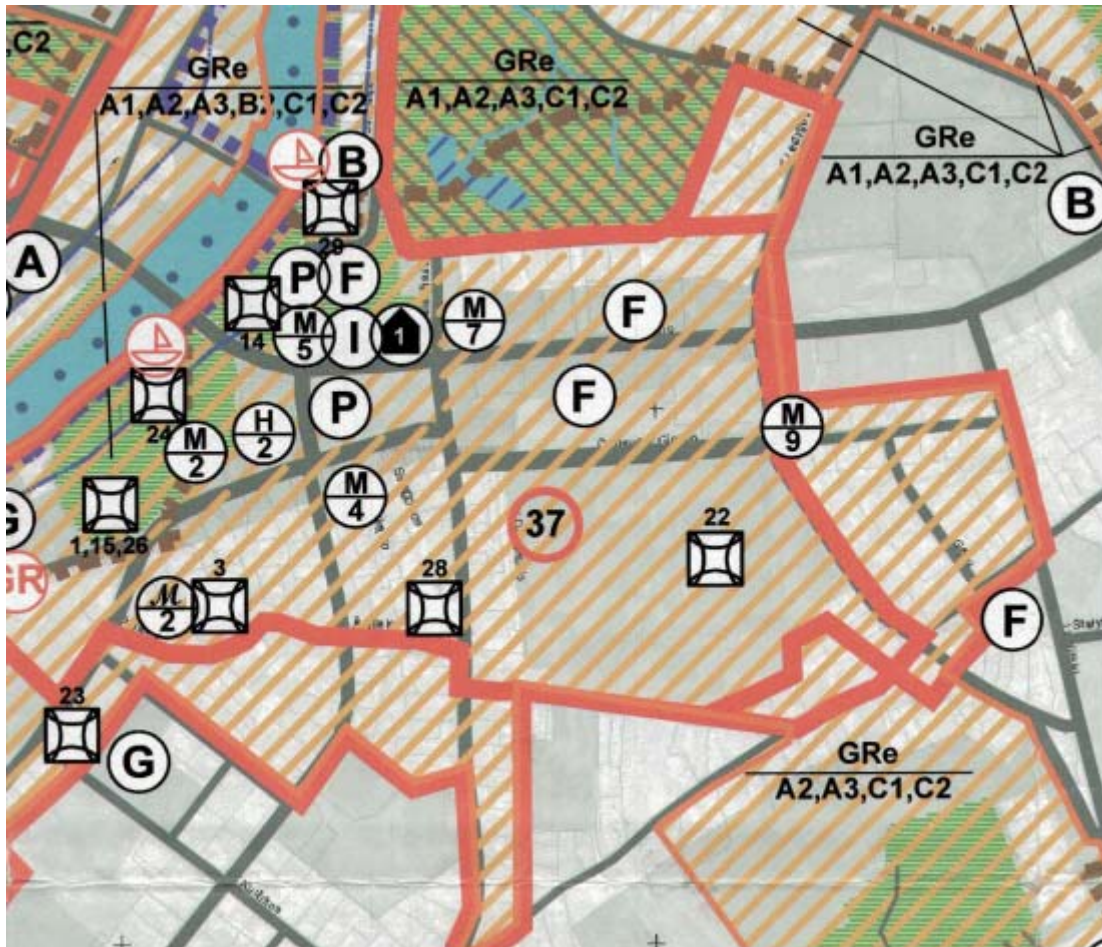 ,C2
GRe
A1,A2,A3,B2,C1,C2
GRe
A1,A2,A3,C1,C2
GRe
A1,A2,A3,C1,C2
B
B
A
29
P
F
14
M
5
I
1
M
7
F
24
M
2
H
2
P
F
M
9
M
4
G
1,15,26
GR
37
22
3
M
2
28
F
23
G
GRe
A2,A3,C1,C2